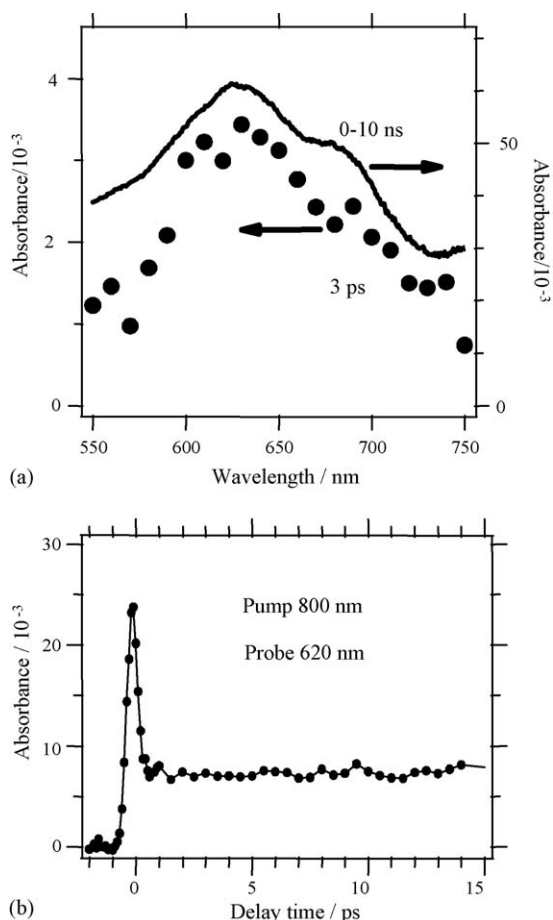 4
2
0
Absorbance/10-3
0-10 ns
3 ps
50
0
Absorbance/10-3
550 600 650 700 750
Wavelength / nm
(a)
30
20
10
0
Absorbance / 10-3
Pump 800 nm
Probe 620 nm
0 5 10 15
Delay time / ps
(b)